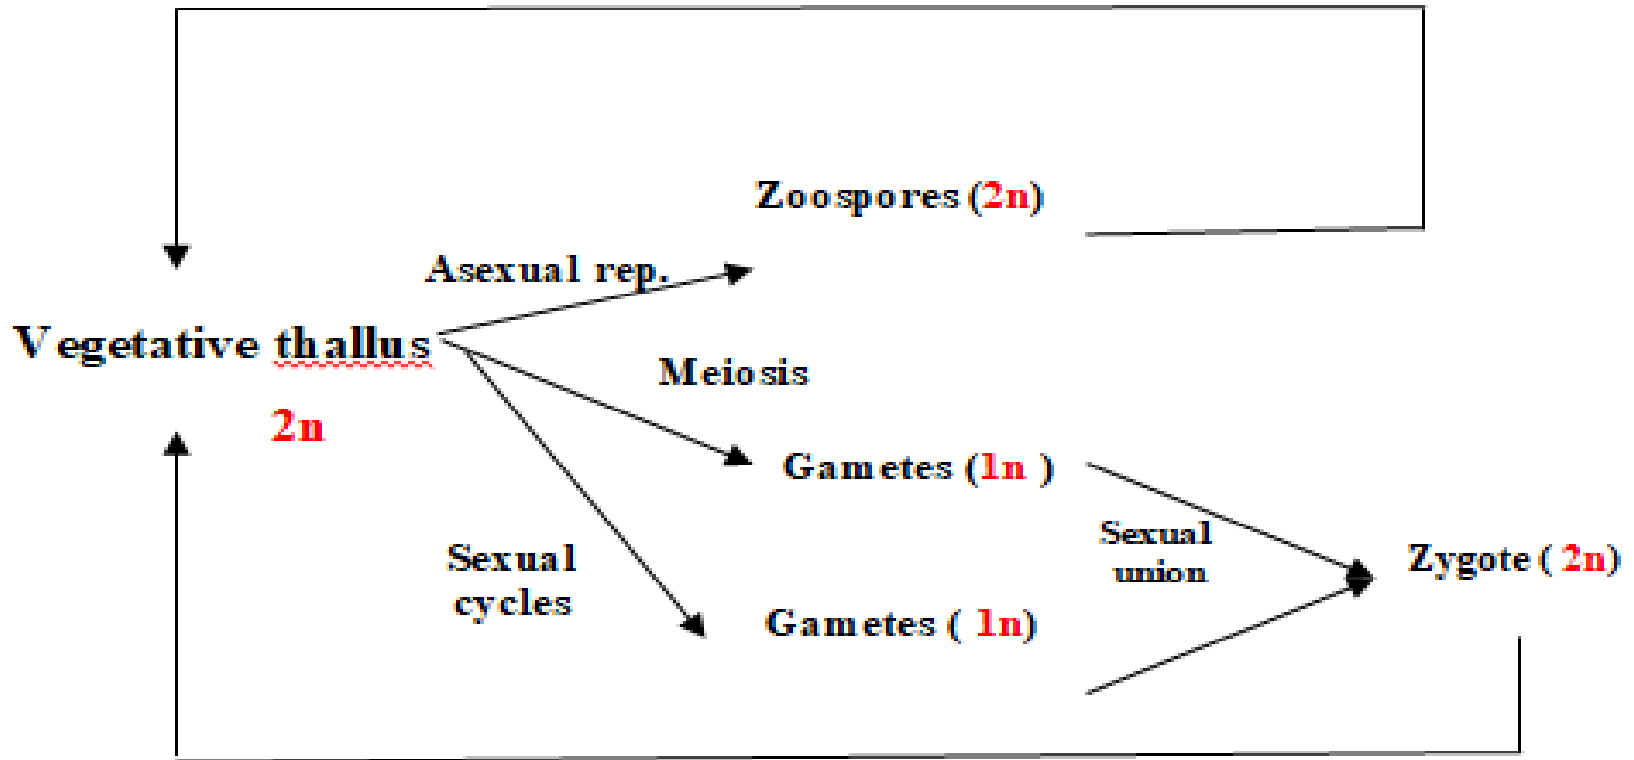 Zoospores (2n)
Asexual rep.
Vegetative thallus
2n
Meiosis
Gametes (1n )
Sexual
union
Zygote ( 2n)
Sexual
cycles
Gametes ( 1n)